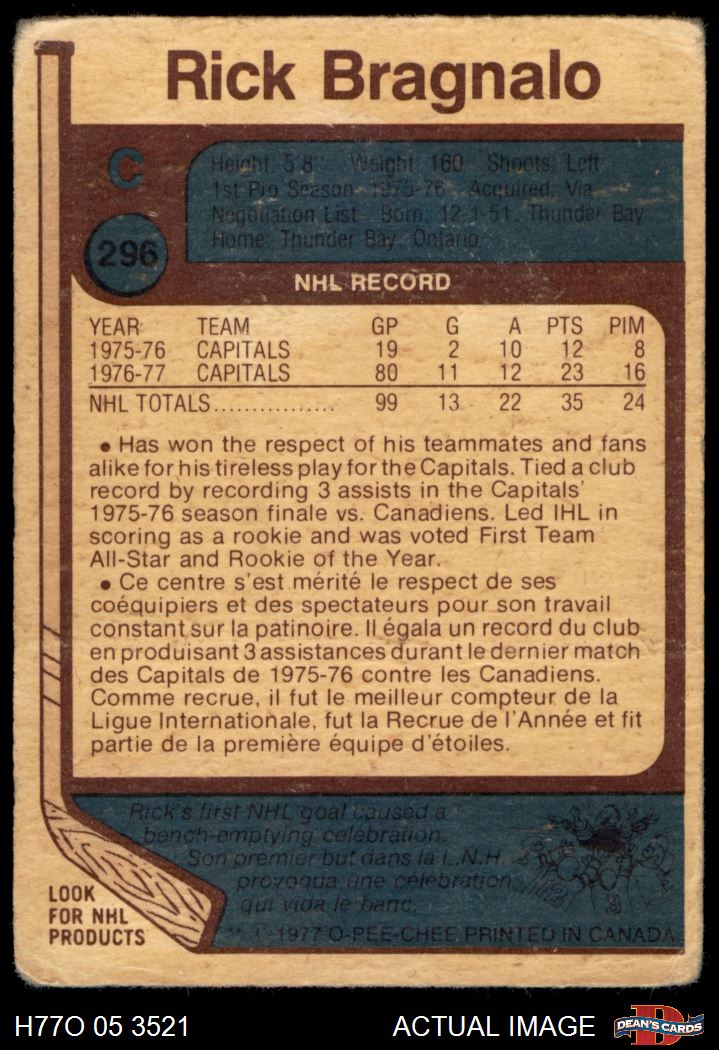 Rick Bragnalo
C
Height: 5'8" Weight: 160 Shoots: Left
1st Pro Season: 1975-76 Acquired: Via
Negotiation List Born: 12-1-51, Thunder Bay
Home: Thunder Bay, Ontario
296
NHL RECORD
YEAR TEAM GP G A PTS PIM
1975-76 CAPITALS 19 2 10 12 8
1976-77 CAPITALS 80 11 12 23 16
NHL TOTALS................ 99 13 22 35 24
• Has won the respect of his teammates and fans
alike for his tireless play for the Capitals. Tied a club
record by recording 3 assists in the Capitals'
1975-76 season finale vs. Canadiens. Led IHL in
scoring as a rookie and was voted First Team
All-Star and Rookie of the Year.
• Ce centre s'est mérité le respect de ses
coéquipiers et des spectateurs pour son travail
constant sur la patinoire. Il égala un record du club
en produisant 3 assistances durant le dernier match
des Capitals de 1975-76 contre les Canadiens.
Comme recrue, il fut le meilleur compteur de la
Ligue Internationale, fut la Recrue de l'Année et fit
partie de la première équipe d'étoiles.
Rick's first NHL goal caused a
bench-emptying celebration.
Son premier but dans la L.N.H.
provoqua une célébration
qui vida le banc.
LOOK
FOR NHL
PRODUCTS
** © 1977 O-PEE-CHEE PRINTED IN CANADA
H77O 05 3521 ACTUAL IMAGE DEAN'S CARDS